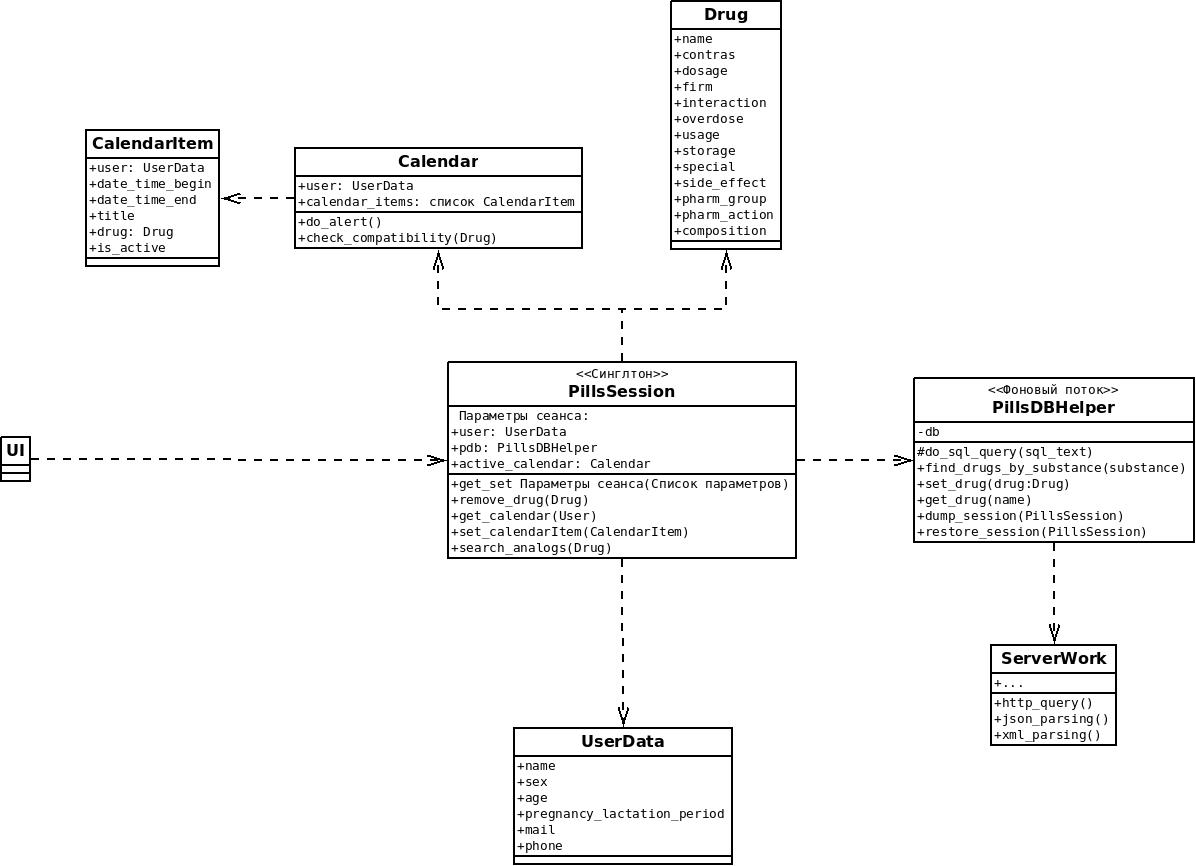 Drug
+name
+contras
+dosage
+firm
+interaction
+overdose
+usage
+storage
+special
+side_effect
+pharm_group
+pharm_action
+composition
CalendarItem
+user: UserData
+date_time_begin
+date_time_end
+title
+drug: Drug
+is_active
Calendar
+user: UserData
+calendar_items: список CalendarItem
+do_alert()
+check_compatibility(Drug)
UI
<<Синглтон>>
PillsSession
Параметры сеанса:
+user: UserData
+pdb: PillsDBHelper
+active_calendar: Calendar
+get_set Параметры сеанса(Список параметров)
+remove_drug(Drug)
+get_calendar(User)
+set_calendarItem(CalendarItem)
+search_analogs(Drug)
<<Фоновый поток>>
PillsDBHelper
-db
#do_sql_query(sql_text)
+find_drugs_by_substance(substance)
+set_drug(drug:Drug)
+get_drug(name)
+dump_session(PillsSession)
+restore_session(PillsSession)
ServerWork
+...
+http_query()
+json_parsing()
+xml_parsing()
UserData
+name
+sex
+age
+pregnancy_lactation_period
+mail
+phone